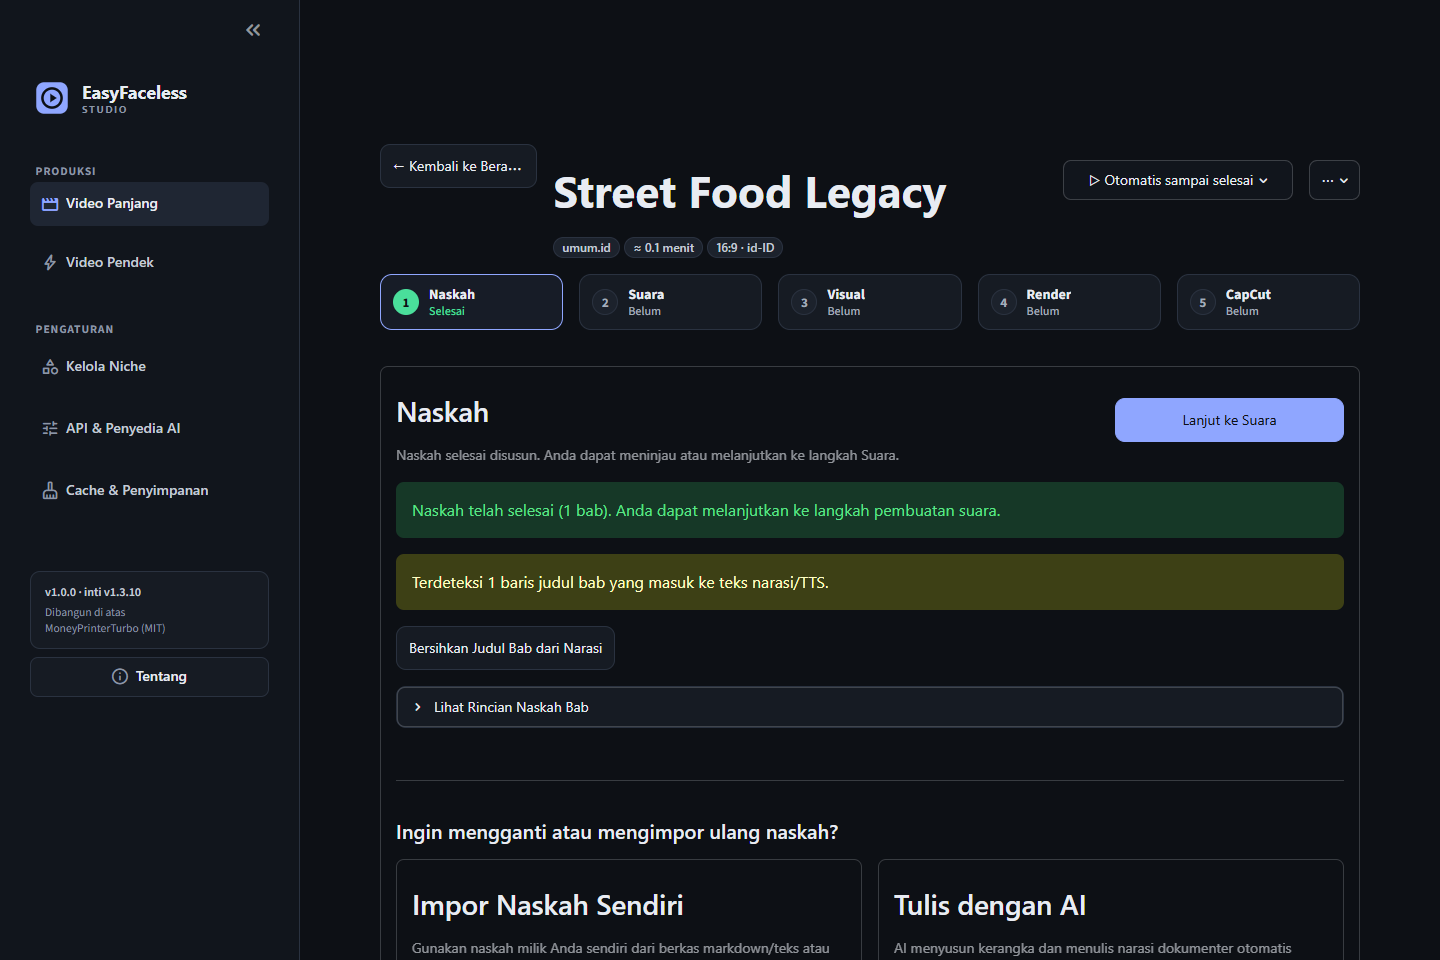 EasyFaceless
STUDIO
PRODUKSI
Video Panjang
Video Pendek
PENGATURAN
Kelola Niche
API & Penyedia AI
Cache & Penyimpanan
v1.0.0 · inti v1.3.10
Dibangun di atas
MoneyPrinterTurbo (MIT)
Tentang
← Kembali ke Bera...
Street Food Legacy
Otomatis sampai selesai
...
umum.id
≈ 0.1 menit
16:9 · id-ID
1
Naskah
Selesai
2
Suara
Belum
3
Visual
Belum
4
Render
Belum
5
CapCut
Belum
Naskah
Lanjut ke Suara
Naskah selesai disusun. Anda dapat meninjau atau melanjutkan ke langkah Suara.
Naskah telah selesai (1 bab). Anda dapat melanjutkan ke langkah pembuatan suara.
Terdeteksi 1 baris judul bab yang masuk ke teks narasi/TTS.
Bersihkan Judul Bab dari Narasi
Lihat Rincian Naskah Bab
Ingin mengganti atau mengimpor ulang naskah?
Impor Naskah Sendiri
Gunakan naskah milik Anda sendiri dari berkas markdown/teks atau
Tulis dengan AI
AI menyusun kerangka dan menulis narasi dokumenter otomatis